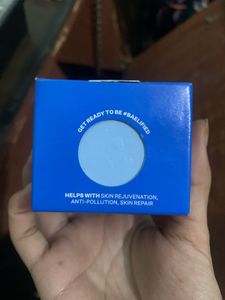 GET READY TO BE #BAELIFIED
HELPS WITH SKIN REJUVENATION,
ANTI-POLLUTION, SKIN REPAIR